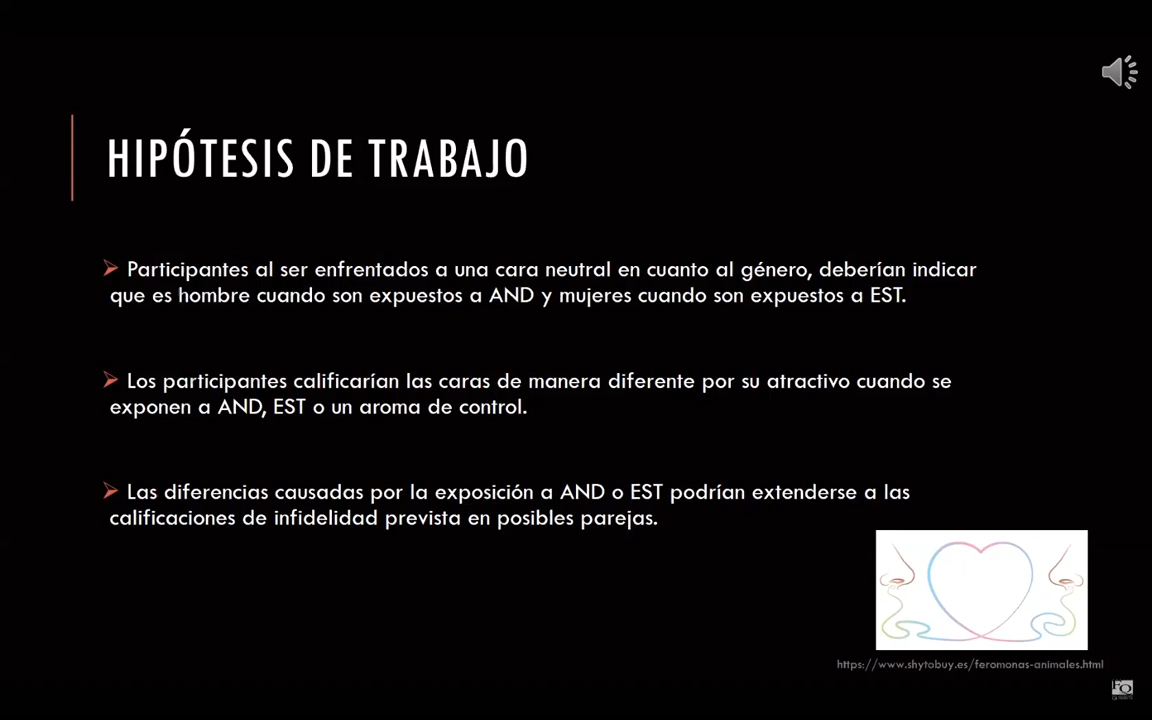 HIPÓTESIS DE TRABAJO
Participantes al ser enfrentados a una cara neutral en cuanto al género, deberían indicar
que es hombre cuando son expuestos a AND y mujeres cuando son expuestos a EST.
Los participantes calificarían las caras de manera diferente por su atractivo cuando se
exponen a AND, EST o un aroma de control.
Las diferencias causadas por la exposición a AND o EST podrían extenderse a las
calificaciones de infidelidad prevista en posibles parejas.
https://www.shytobuy.es/feromonas-animales.html